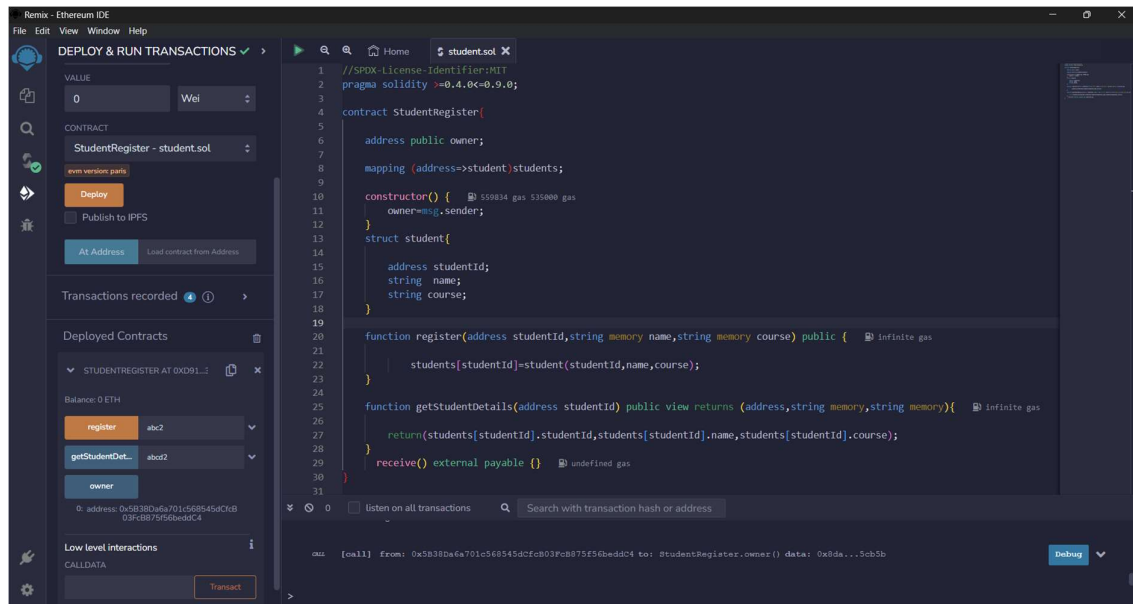 Remix - Ethereum IDE
File Edit View Window Help
DEPLOY & RUN TRANSACTIONS
VALUE
0 Wei
CONTRACT
StudentRegister - student.sol
evm version: paris
Deploy
Publish to IPFS
At Address Load contract from Address
Transactions recorded 4 i
Deployed Contracts
STUDENTREGISTER AT 0XD91...3
Balance: 0 ETH
register abc2
getStudentDet... abcd2
owner
0: address: 0x5B38Da6a701c568545dCfcB
03FcB875f56beddC4
Low level interactions i
CALLDATA
Transact
Home student.sol
1 //SPDX-License-Identifier:MIT
2 pragma solidity >=0.4.0<=0.9.0;
3
4 contract StudentRegister{
5
6 address public owner;
7
8 mapping (address=>student)students;
9
10 constructor() { 559834 gas 535000 gas
11 owner=msg.sender;
12 }
13 struct student{
14
15 address studentId;
16 string name;
17 string course;
18 }
19
20 function register(address studentId,string memory name,string memory course) public { infinite gas
21
22 students[studentId]=student(studentId,name,course);
23 }
24
25 function getStudentDetails(address studentId) public view returns (address,string memory,string memory){ infinite gas
26
27 return(students[studentId].studentId,students[studentId].name,students[studentId].course);
28 }
29 receive() external payable {} undefined gas
30 }
31
0 listen on all transactions Search with transaction hash or address
CALL [call] from: 0x5B38Da6a701c568545dCfcB03FcB875f56beddC4 to: StudentRegister.owner() data: 0x8da...5cb5b Debug
>